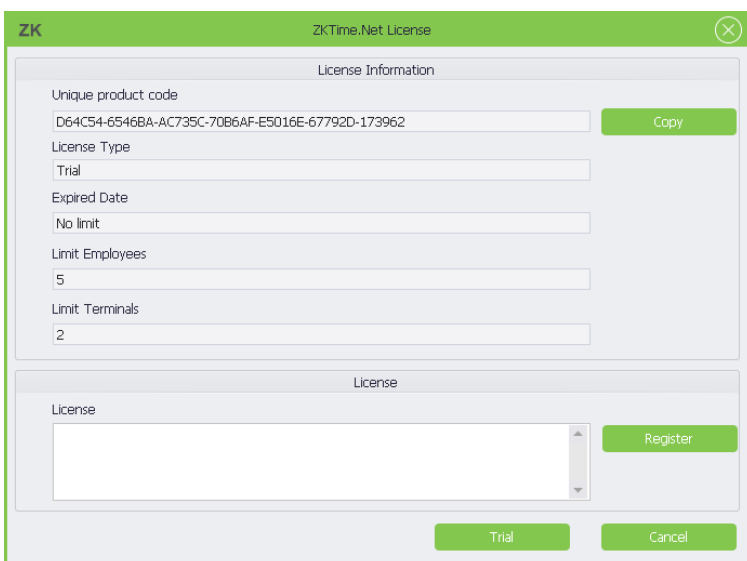 ZK
ZKTime.Net License
License Information
Unique product code
D64C54-6546BA-AC735C-70B6AF-E5016E-67792D-173962
Copy
License Type
Trial
Expired Date
No limit
Limit Employees
5
Limit Terminals
2
License
License
Register
Trial
Cancel